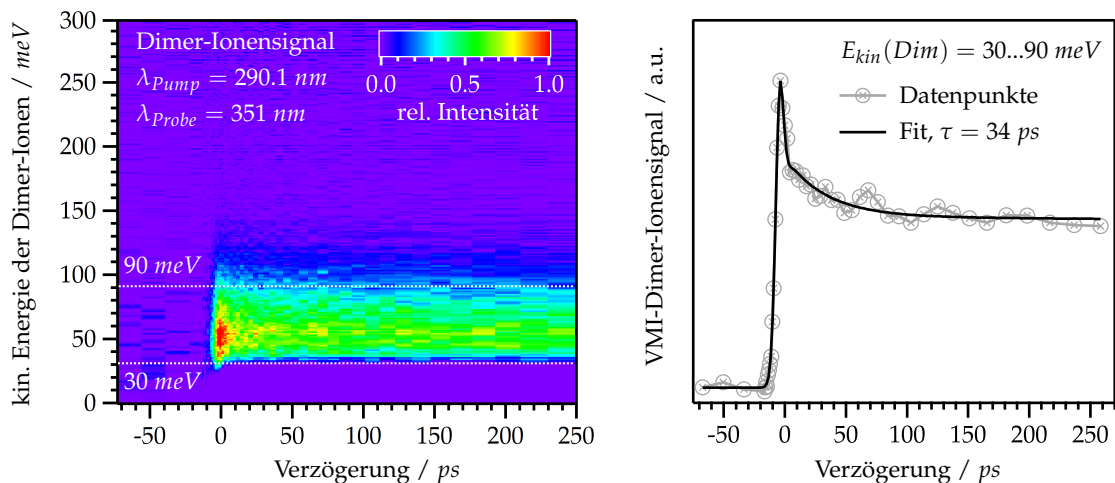 kin. Energie der Dimer-Ionen / meV
300
250
200
150
100
50
0
Dimer-Ionensignal
λPump = 290.1 nm
λProbe = 351 nm
0.0 0.5 1.0
rel. Intensität
90 meV
30 meV
-50 0 50 100 150 200 250
Verzögerung / ps
VMI-Dimer-Ionensignal / a.u.
Ekin(Dim) = 30...90 meV
Datenpunkte
Fit, τ = 34 ps
-50 0 50 100 150 200 250
Verzögerung / ps